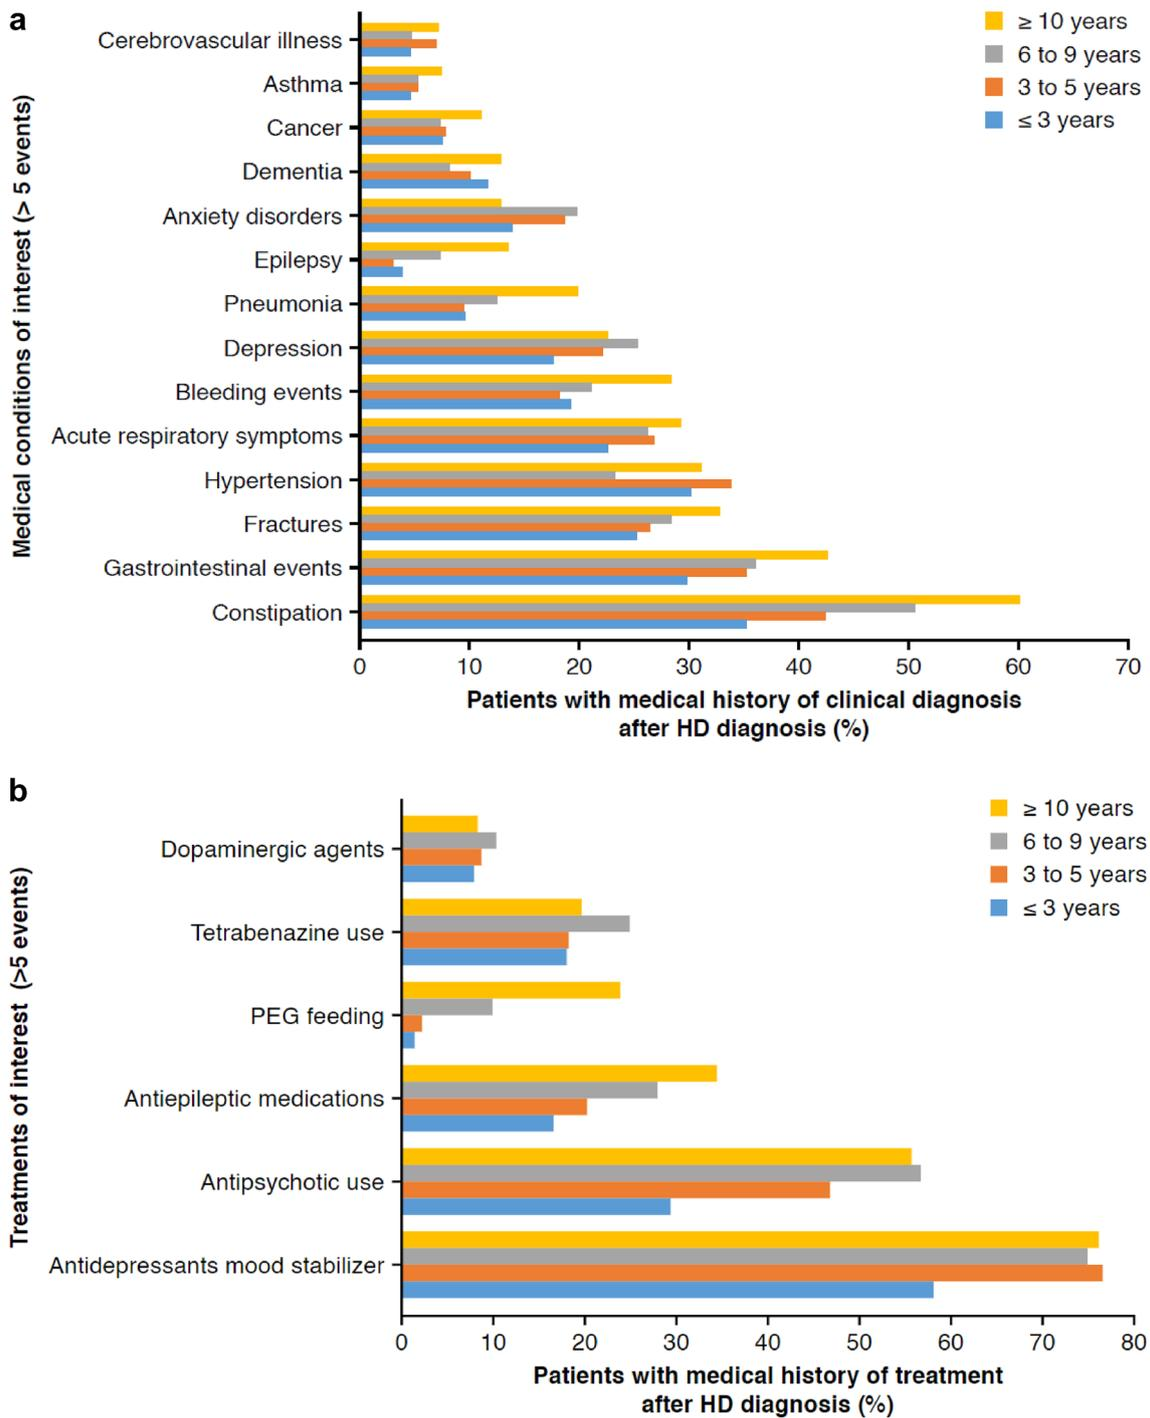 a
Medical conditions of interest (> 5 events)
Cerebrovascular illness
Asthma
Cancer
Dementia
Anxiety disorders
Epilepsy
Pneumonia
Depression
Bleeding events
Acute respiratory symptoms
Hypertension
Fractures
Gastrointestinal events
Constipation
≥ 10 years
6 to 9 years
3 to 5 years
≤ 3 years
0 10 20 30 40 50 60 70
Patients with medical history of clinical diagnosis
after HD diagnosis (%)
b
Treatments of interest (>5 events)
Dopaminergic agents
Tetrabenazine use
PEG feeding
Antiepileptic medications
Antipsychotic use
Antidepressants mood stabilizer
≥ 10 years
6 to 9 years
3 to 5 years
≤ 3 years
0 10 20 30 40 50 60 70 80
Patients with medical history of treatment
after HD diagnosis (%)